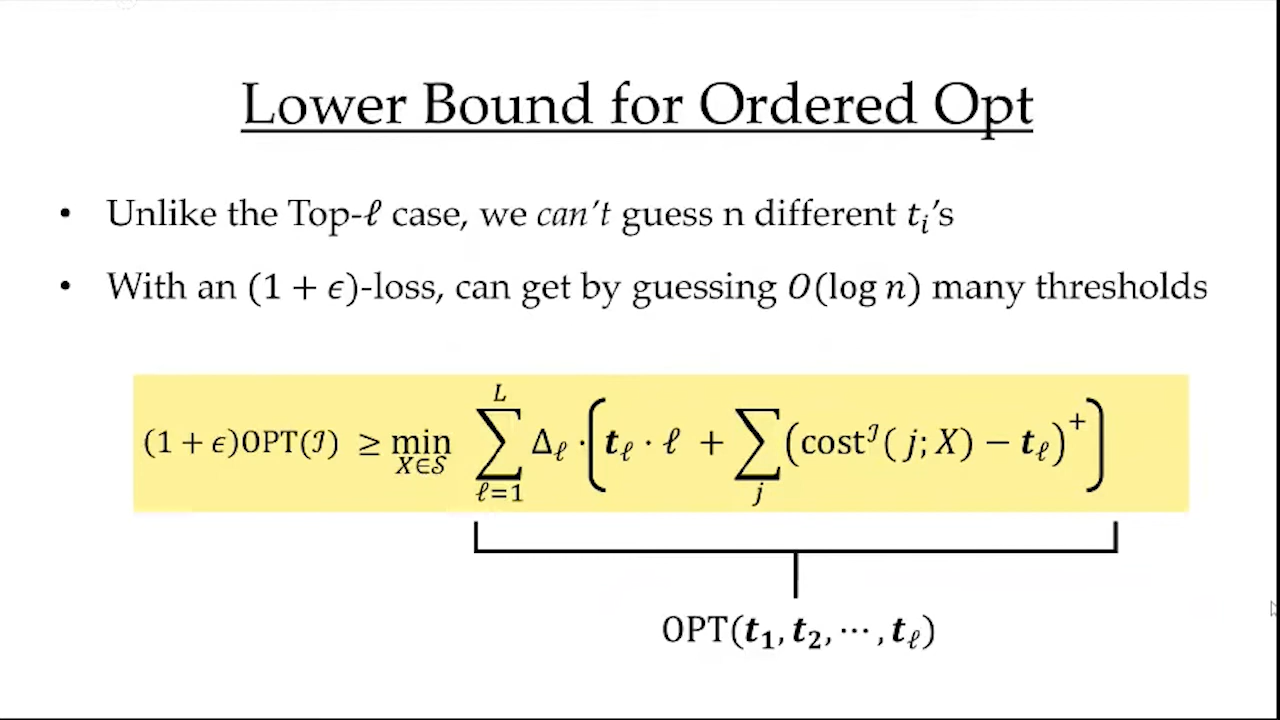 Lower Bound for Ordered Opt
• Unlike the Top-ℓ case, we can't guess n different tᵢ's
• With an (1 + ϵ)-loss, can get by guessing O(log n) many thresholds
(1 + ϵ)OPT(ℐ) ≥ min_{X∈𝒮} ∑_{ℓ=1}^{L} Δ_ℓ · (t_ℓ · ℓ + ∑_j (cost^ℐ(j; X) − t_ℓ)^+)
OPT(t₁, t₂, ⋯, t_ℓ)